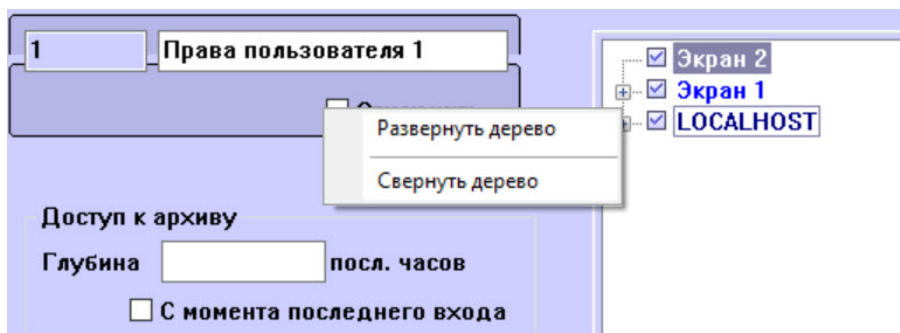 1
Права пользователя 1
Развернуть дерево
Свернуть дерево
Доступ к архиву
Глубина посл. часов
С момента последнего входа
Экран 2
Экран 1
LOCALHOST